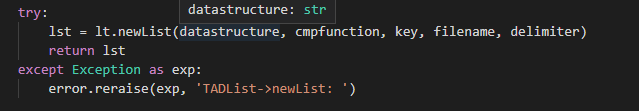 datastructure: str
try:
    lst = lt.newList(datastructure, cmpfunction, key, filename, delimiter)
    return lst
except Exception as exp:
    error.reraise(exp, 'TADList->newList: ')